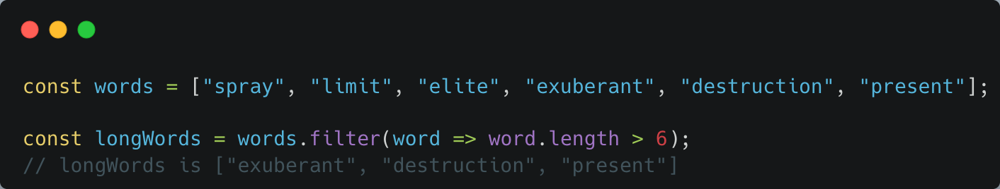 const words = ["spray", "limit", "elite", "exuberant", "destruction", "present"];
const longWords = words.filter(word => word.length > 6);
// longWords is ["exuberant", "destruction", "present"]